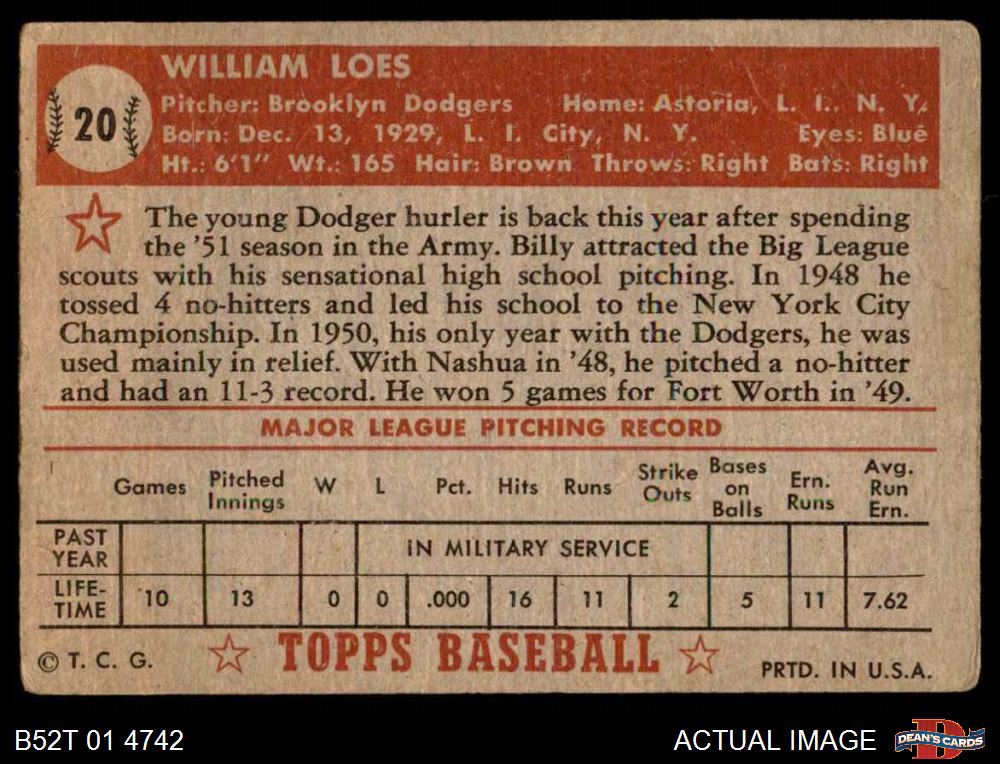 WILLIAM LOES
20
Pitcher: Brooklyn Dodgers Home: Astoria, L. I., N. Y.
Born: Dec. 13, 1929, L. I. City, N. Y. Eyes: Blue
Ht.: 6'1" Wt.: 165 Hair: Brown Throws: Right Bats: Right
The young Dodger hurler is back this year after spending
the '51 season in the Army. Billy attracted the Big League
scouts with his sensational high school pitching. In 1948 he
tossed 4 no-hitters and led his school to the New York City
Championship. In 1950, his only year with the Dodgers, he was
used mainly in relief. With Nashua in '48, he pitched a no-hitter
and had an 11-3 record. He won 5 games for Fort Worth in '49.
MAJOR LEAGUE PITCHING RECORD
Games Pitched Innings W L Pct. Hits Runs Strike Outs Bases on Balls Ern. Runs Avg. Run Ern.
PAST YEAR IN MILITARY SERVICE
LIFE-TIME 10 13 0 0 .000 16 11 2 5 11 7.62
© T. C. G. TOPPS BASEBALL PRTD. IN U.S.A.
B52T 01 4742 ACTUAL IMAGE DEAN'S CARDS